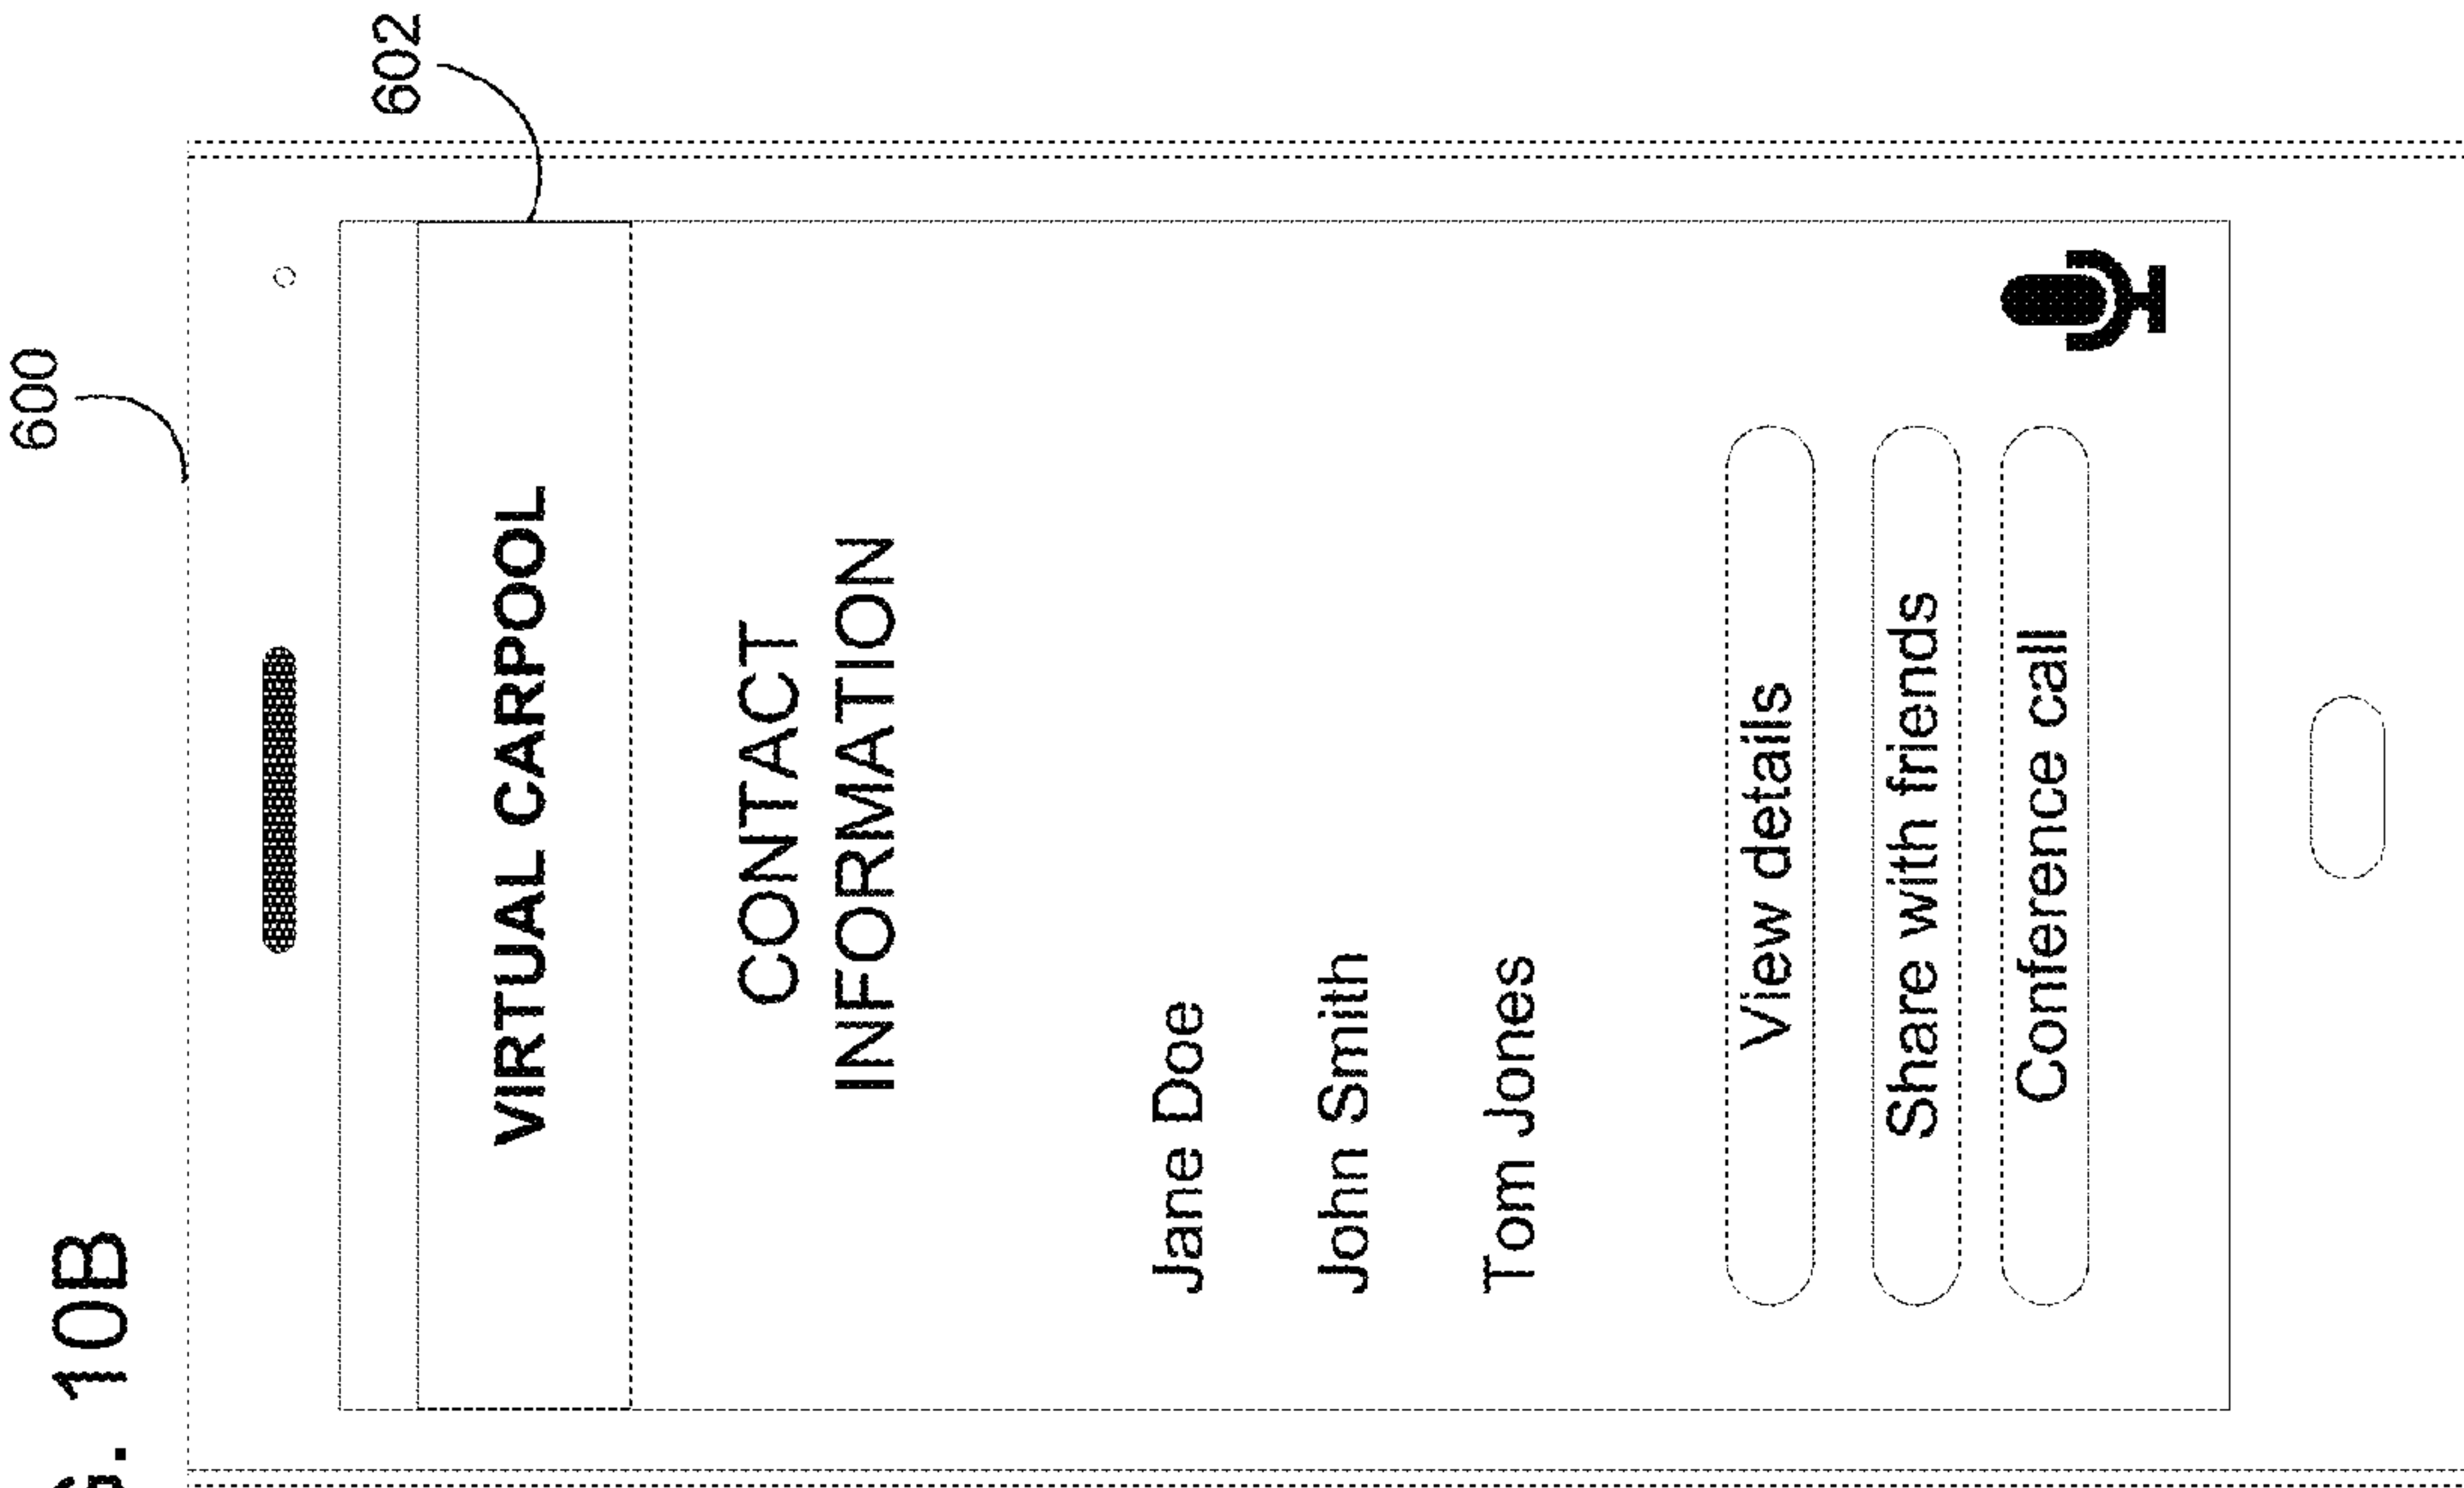 10B
600
602
VIRTUAL CARPOOL
CONTACT
INFORMATION
Jane Doe
John Smith
Tom Jones
View details
Share with friends
Conference call